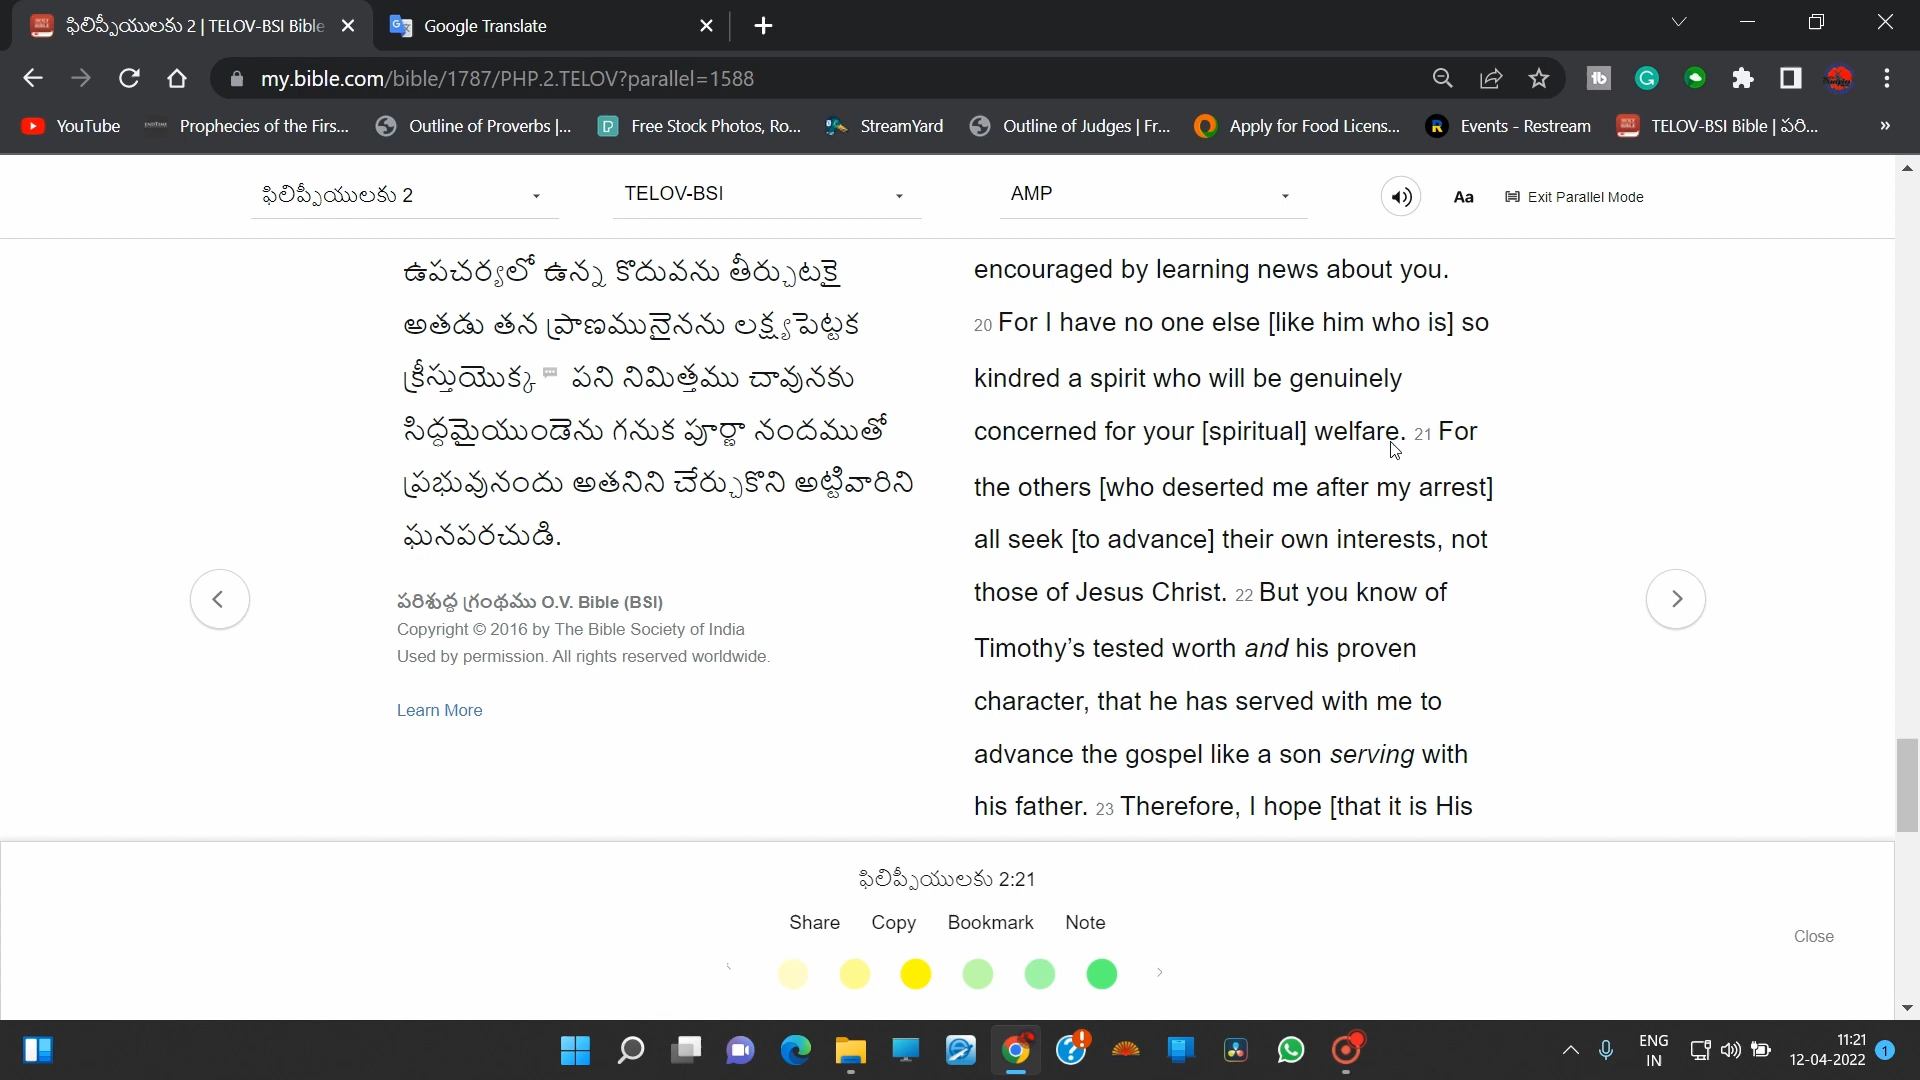 ఫిలిప్పీయులకు 2 | TELOV-BSI Bible
Google Translate
my.bible.com/bible/1787/PHP.2.TELOV?parallel=1588
YouTube
Prophecies of the Firs...
Outline of Proverbs |...
Free Stock Photos, Ro...
StreamYard
Outline of Judges | Fr...
Apply for Food Licens...
Events - Restream
TELOV-BSI Bible | పరి...
ఫిలిప్పీయులకు 2
TELOV-BSI
AMP
Aa
Exit Parallel Mode
ఉపచర్యలో ఉన్న కొదువను తీర్చుటకై
అతడు తన ప్రాణమునైనను లక్ష్యపెట్టక
క్రీస్తుయొక్క పని నిమిత్తము చావునకు
సిద్ధమైయుండెను గనుక పూర్ణా నందముతో
ప్రభువునందు అతనిని చేర్చుకొని అట్టివారిని
ఘనపరచుడి.
పరిశుద్ధ గ్రంథము O.V. Bible (BSI)
Copyright © 2016 by The Bible Society of India
Used by permission. All rights reserved worldwide.
Learn More
encouraged by learning news about you.
20 For I have no one else [like him who is] so
kindred a spirit who will be genuinely
concerned for your [spiritual] welfare. 21 For
the others [who deserted me after my arrest]
all seek [to advance] their own interests, not
those of Jesus Christ. 22 But you know of
Timothy’s tested worth and his proven
character, that he has served with me to
advance the gospel like a son serving with
his father. 23 Therefore, I hope [that it is His
ఫిలిప్పీయులకు 2:21
Share Copy Bookmark Note
Close
ENG
IN
11:21
12-04-2022
1